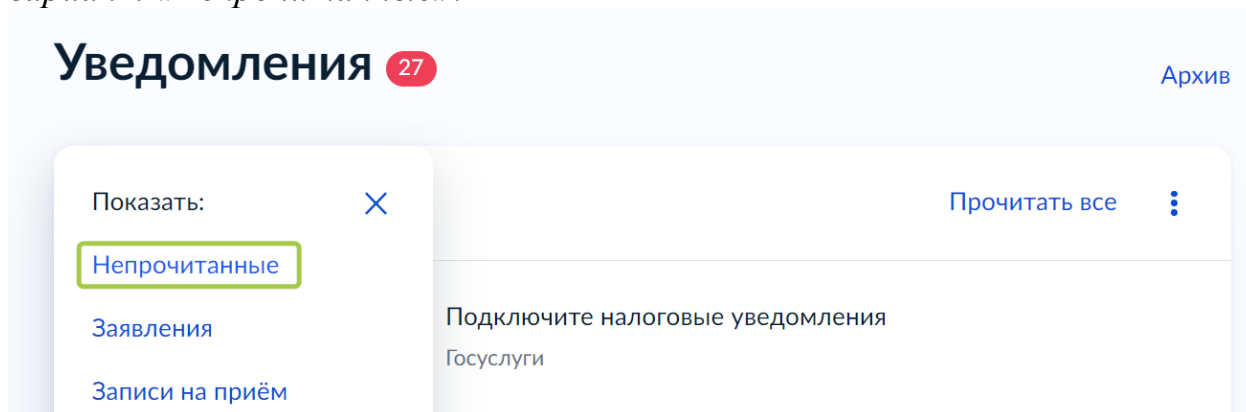 Уведомления 27
Архив
Показать:
Прочитать все
Непрочитанные
Заявления
Подключите налоговые уведомления
Госуслуги
Записи на приём